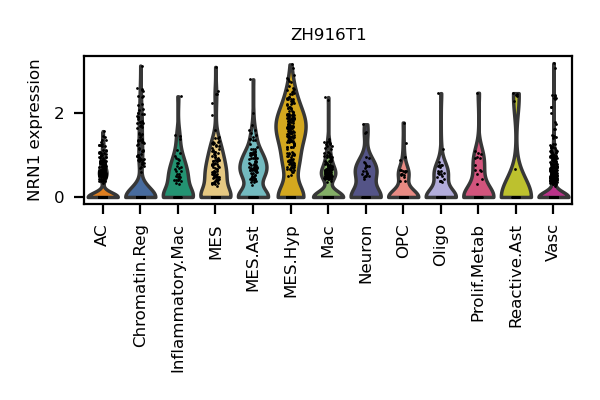 ZH916T1
NRN1 expression
2
0
AC
Chromatin.Reg
Inflammatory.Mac
MES
MES.Ast
MES.Hyp
Mac
Neuron
OPC
Oligo
Prolif.Metab
Reactive.Ast
Vasc